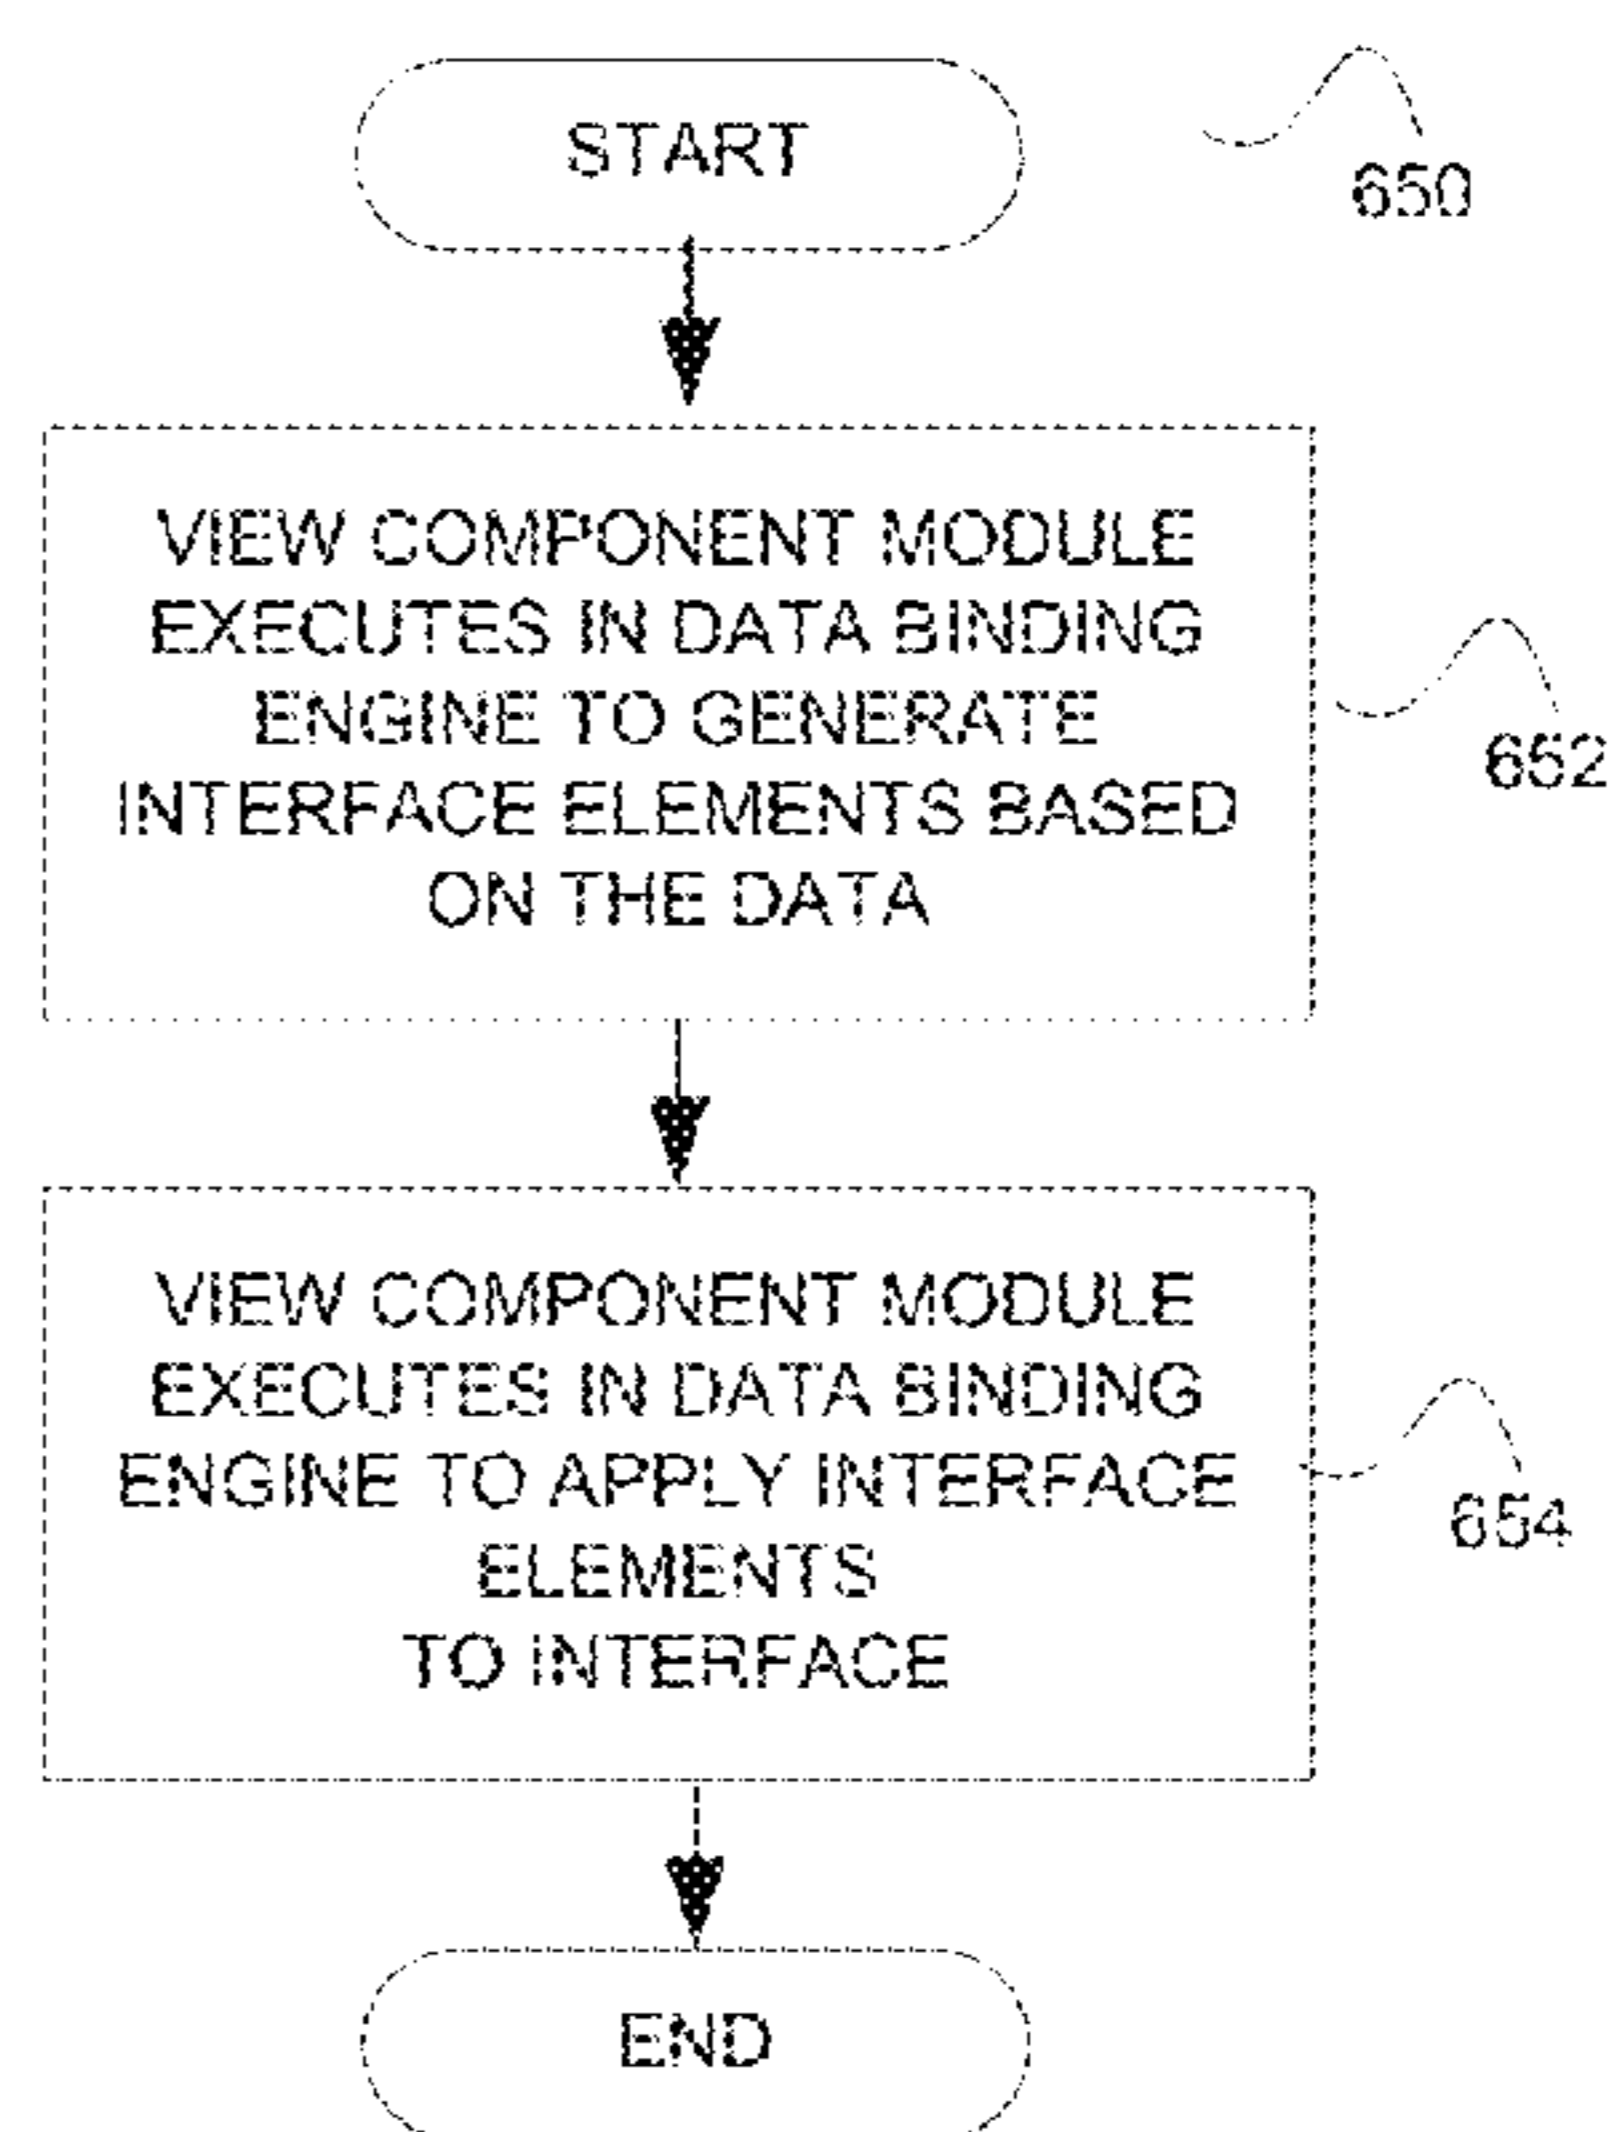 START
650
VIEW COMPONENT MODULE
EXECUTES IN DATA BINDING
ENGINE TO GENERATE
INTERFACE ELEMENTS BASED
ON THE DATA
652
VIEW COMPONENT MODULE
EXECUTES IN DATA BINDING
ENGINE TO APPLY INTERFACE
ELEMENTS
TO INTERFACE
654
END